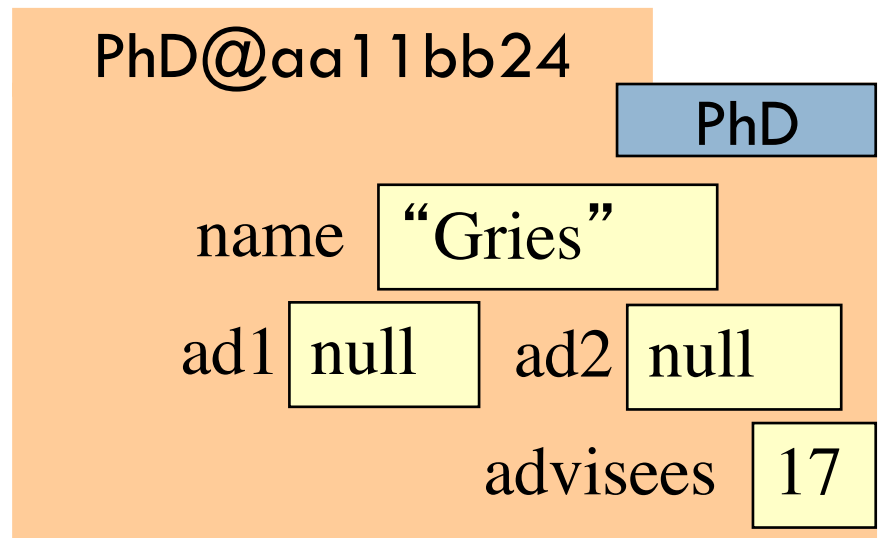 PhD@aa11bb24
PhD
name “Gries”
ad1 null ad2 null
advisees 17